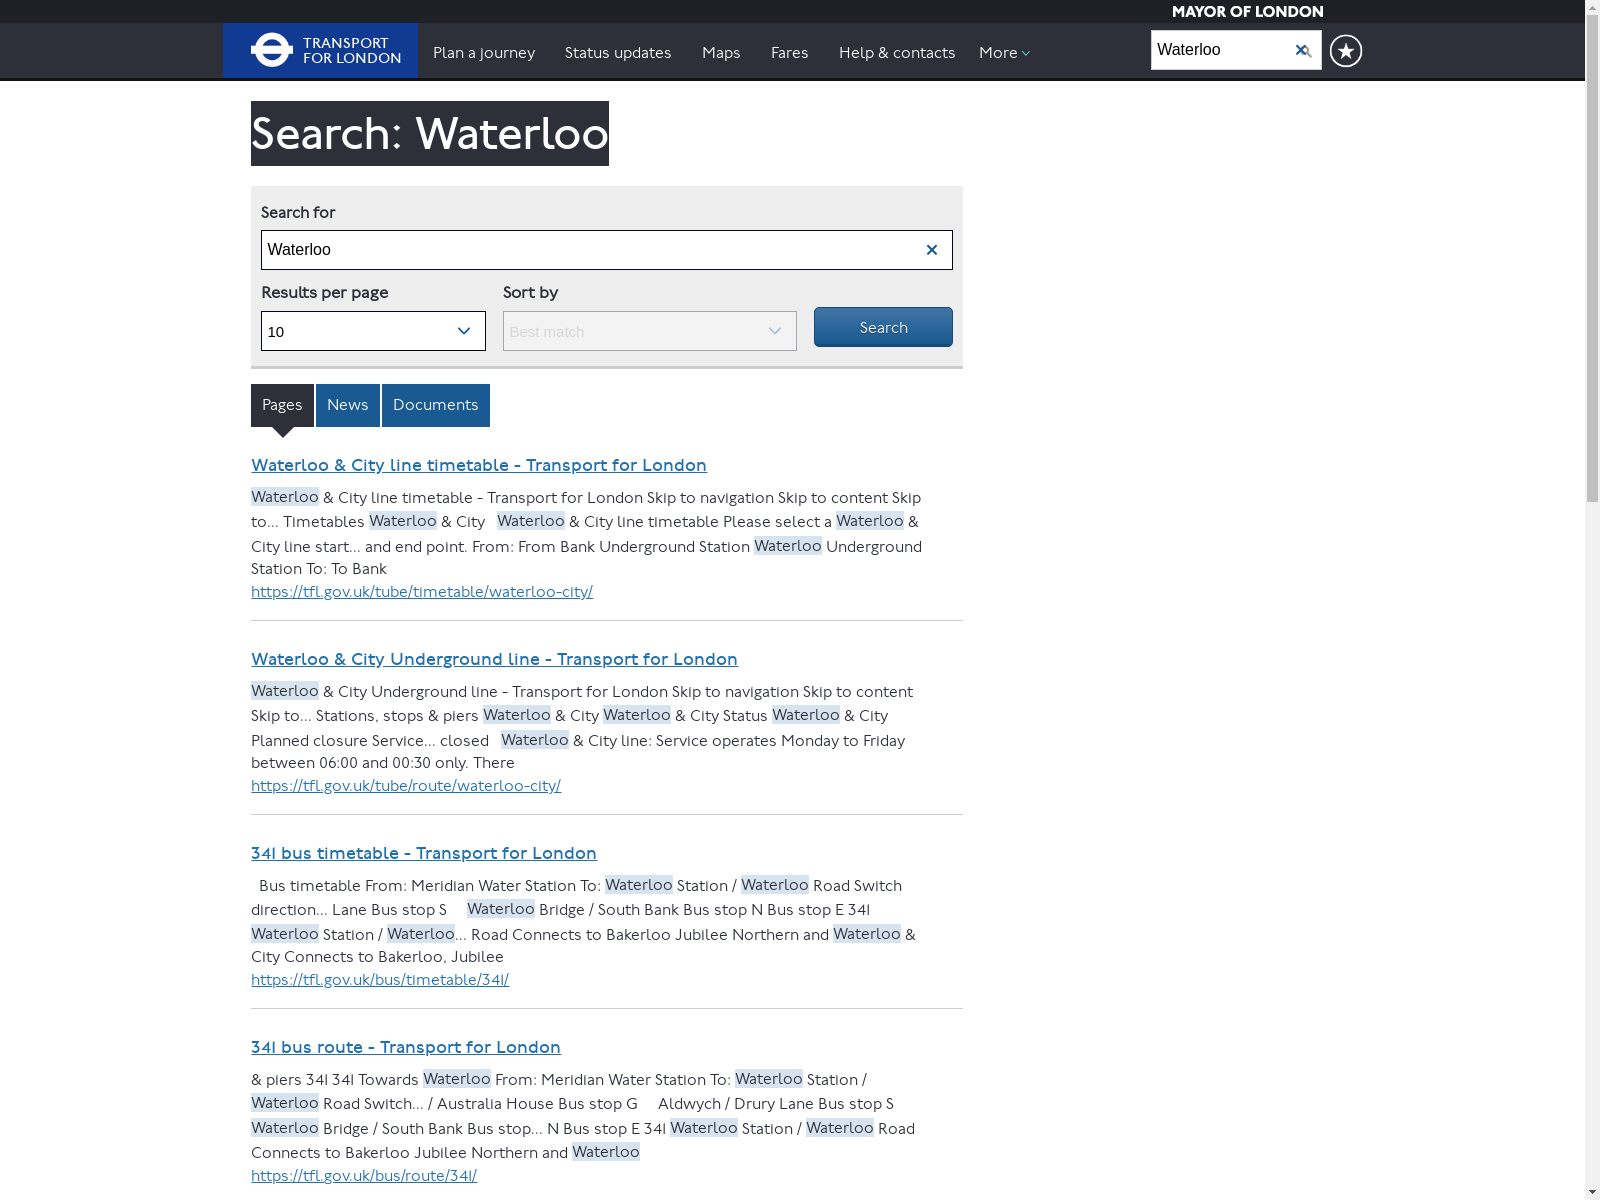 MAYOR OF LONDON
TRANSPORT
FOR LONDON
Plan a journey
Status updates
Maps
Fares
Help & contacts
More
Waterloo
Search: Waterloo
Search for
Waterloo
Results per page
Sort by
10
Best match
Search
Pages
News
Documents
Waterloo & City line timetable - Transport for London
Waterloo & City line timetable - Transport for London Skip to navigation Skip to content Skip
to... Timetables Waterloo & City Waterloo & City line timetable Please select a Waterloo &
City line start... and end point. From: From Bank Underground Station Waterloo Underground
Station To: To Bank
https://tfl.gov.uk/tube/timetable/waterloo-city/
Waterloo & City Underground line - Transport for London
Waterloo & City Underground line - Transport for London Skip to navigation Skip to content
Skip to... Stations, stops & piers Waterloo & City Waterloo & City Status Waterloo & City
Planned closure Service... closed Waterloo & City line: Service operates Monday to Friday
between 06:00 and 00:30 only. There
https://tfl.gov.uk/tube/route/waterloo-city/
341 bus timetable - Transport for London
Bus timetable From: Meridian Water Station To: Waterloo Station / Waterloo Road Switch
direction... Lane Bus stop S Waterloo Bridge / South Bank Bus stop N Bus stop E 341
Waterloo Station / Waterloo... Road Connects to Bakerloo Jubilee Northern and Waterloo &
City Connects to Bakerloo, Jubilee
https://tfl.gov.uk/bus/timetable/341/
341 bus route - Transport for London
& piers 341 341 Towards Waterloo From: Meridian Water Station To: Waterloo Station /
Waterloo Road Switch... / Australia House Bus stop G Aldwych / Drury Lane Bus stop S
Waterloo Bridge / South Bank Bus stop... N Bus stop E 341 Waterloo Station / Waterloo Road
Connects to Bakerloo Jubilee Northern and Waterloo
https://tfl.gov.uk/bus/route/341/